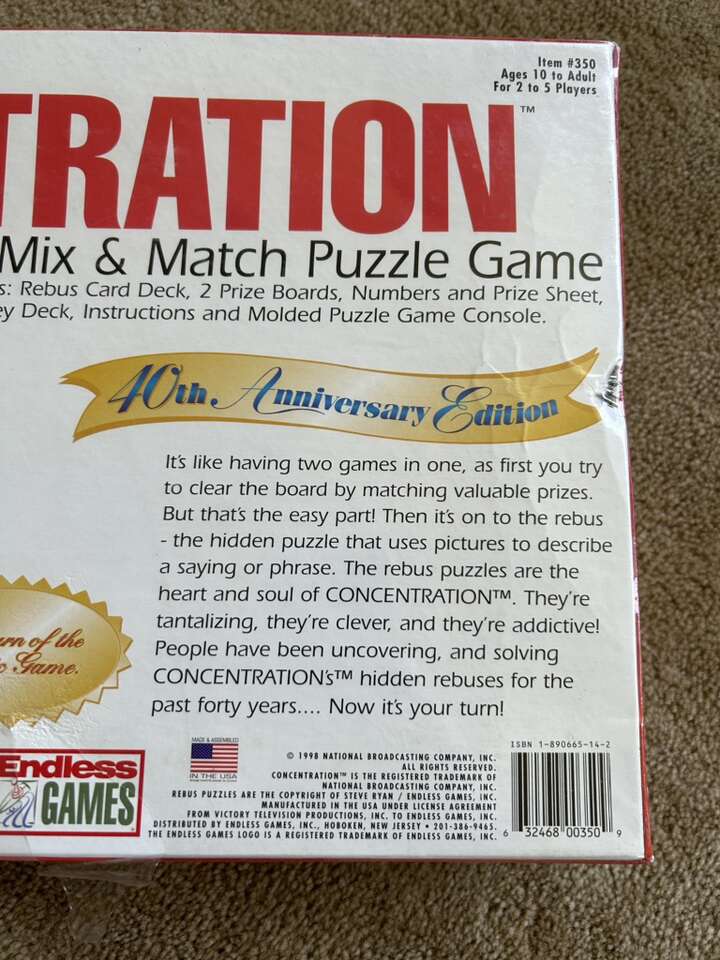 Item #350
Ages 10 to Adult
For 2 to 5 Players
TRATION™
Mix & Match Puzzle Game
s: Rebus Card Deck, 2 Prize Boards, Numbers and Prize Sheet,
ey Deck, Instructions and Molded Puzzle Game Console.
40th Anniversary Edition
It's like having two games in one, as first you try
to clear the board by matching valuable prizes.
But that's the easy part! Then it's on to the rebus
- the hidden puzzle that uses pictures to describe
a saying or phrase. The rebus puzzles are the
heart and soul of CONCENTRATION™. They're
tantalizing, they're clever, and they're addictive!
People have been uncovering, and solving
CONCENTRATION's™ hidden rebuses for the
past forty years.... Now it's your turn!
urn of the
c Game.
Endless
GAMES
MADE & ASSEMBLED
IN THE USA
© 1998 NATIONAL BROADCASTING COMPANY, INC.
ALL RIGHTS RESERVED.
CONCENTRATION™ IS THE REGISTERED TRADEMARK OF
NATIONAL BROADCASTING COMPANY, INC.
REBUS PUZZLES ARE THE COPYRIGHT OF STEVE RYAN / ENDLESS GAMES, INC.
MANUFACTURED IN THE USA UNDER LICENSE AGREEMENT
FROM VICTORY TELEVISION PRODUCTIONS, INC. TO ENDLESS GAMES, INC.
DISTRIBUTED BY ENDLESS GAMES, INC., HOBOKEN, NEW JERSEY • 201-386-9465.
THE ENDLESS GAMES LOGO IS A REGISTERED TRADEMARK OF ENDLESS GAMES, INC.
ISBN 1-890665-14-2
6 32468 00350 9